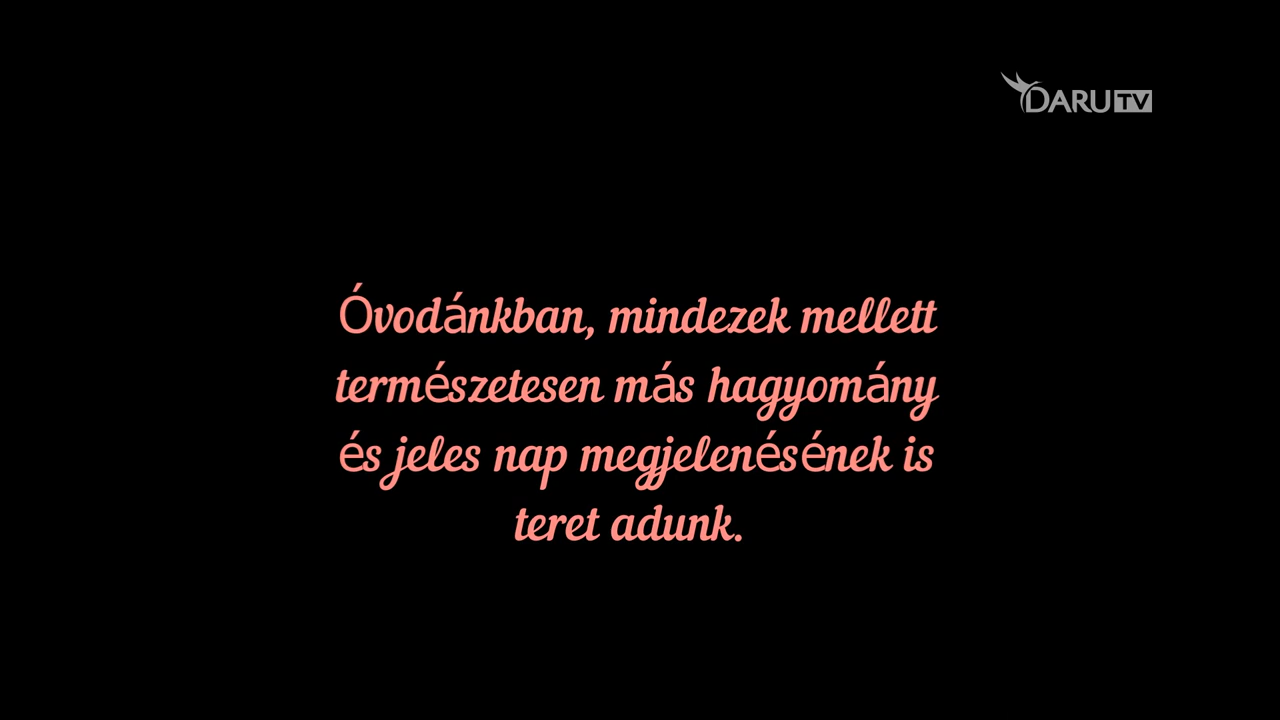 DARU TV
Óvodánkban, mindezek mellett
természetesen más hagyomány
és jeles nap megjelenésének is
teret adunk.